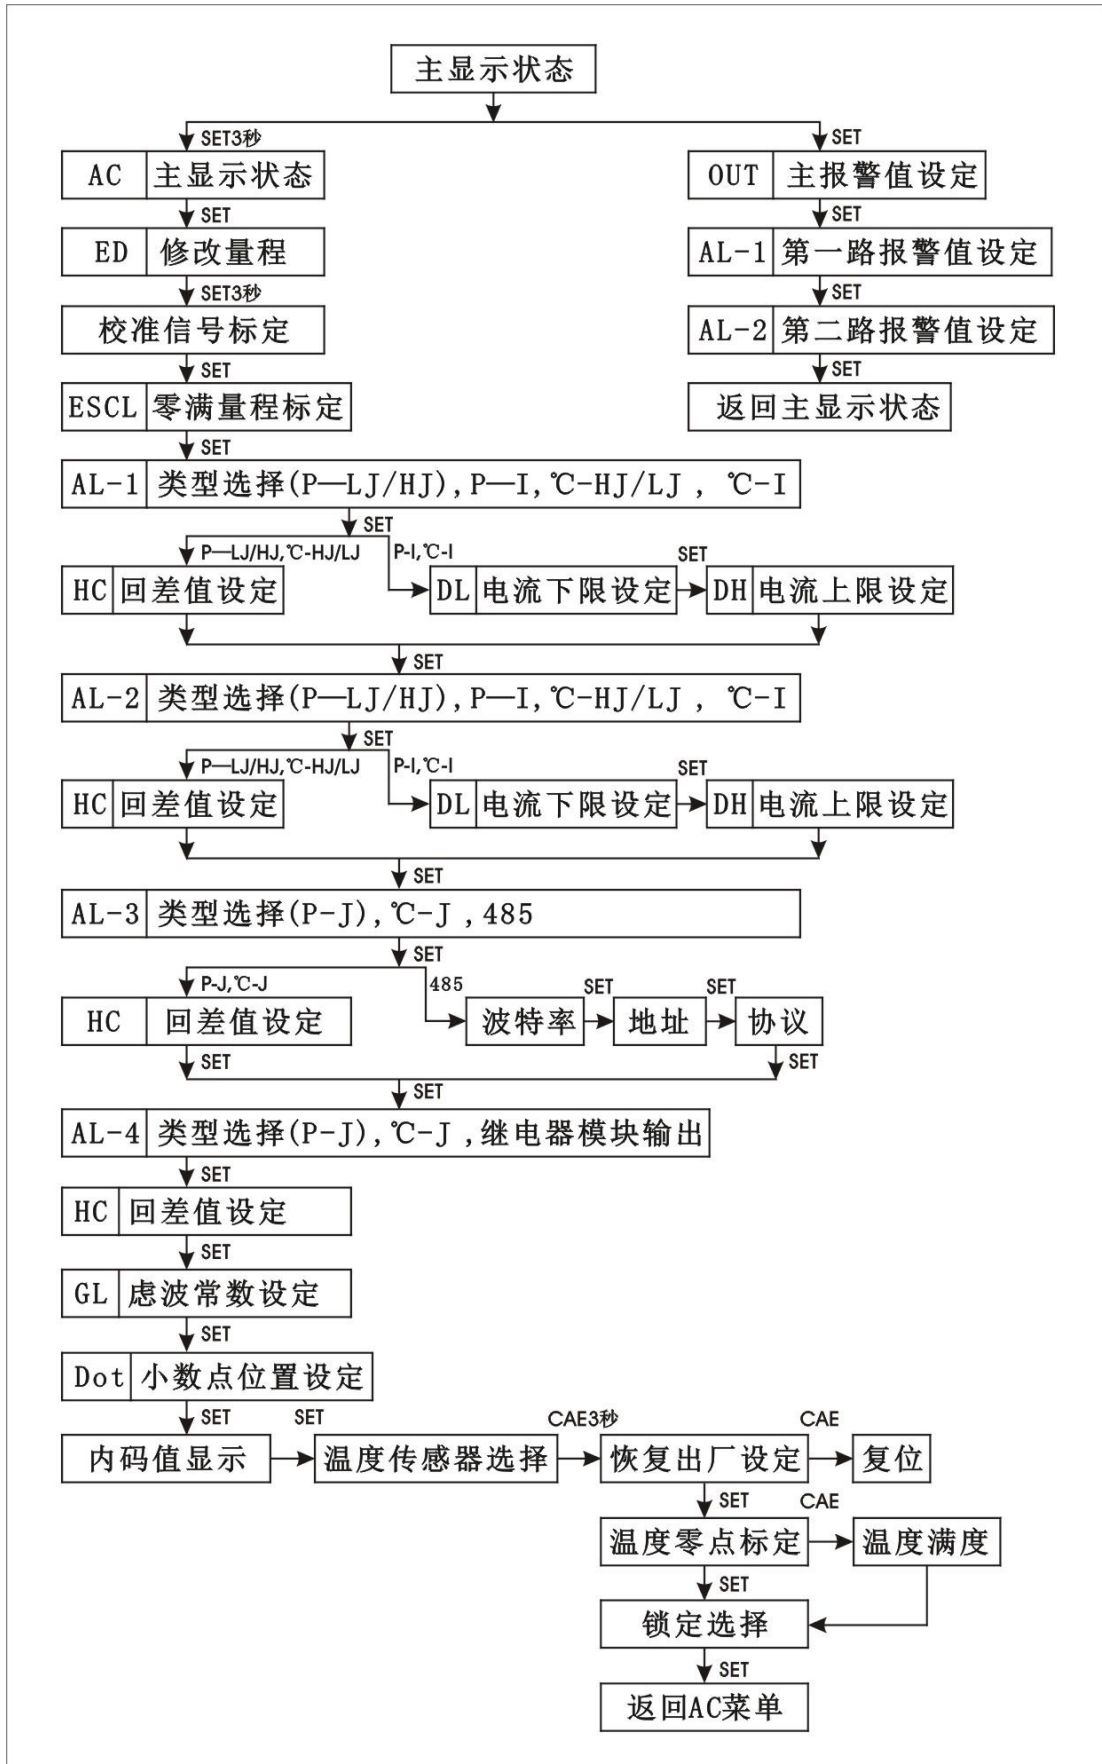 主显示状态
SET3秒 SET
AC 主显示状态 OUT 主报警值设定
SET SET
ED 修改量程 AL-1 第一路报警值设定
SET3秒 SET
校准信号标定 AL-2 第二路报警值设定
SET SET
ESCL 零满量程标定 返回主显示状态
SET
AL-1 类型选择(P—LJ/HJ),P—I,℃-HJ/LJ , ℃-I
SET
P—LJ/HJ,℃-HJ/LJ P-I,℃-I SET
HC 回差值设定 DL 电流下限设定 DH 电流上限设定
SET
AL-2 类型选择(P—LJ/HJ),P—I,℃-HJ/LJ , ℃-I
SET
P—LJ/HJ,℃-HJ/LJ P-I,℃-I SET
HC 回差值设定 DL 电流下限设定 DH 电流上限设定
SET
AL-3 类型选择(P-J),℃-J ,485
SET
P-J,℃-J 485 SET SET
HC 回差值设定 波特率 地址 协议
SET SET
SET
AL-4 类型选择(P-J),℃-J ,继电器模块输出
SET
HC 回差值设定
SET
GL 虑波常数设定
SET
Dot 小数点位置设定
SET SET CAE3秒 CAE
内码值显示 温度传感器选择 恢复出厂设定 复位
SET CAE
温度零点标定 温度满度
SET
锁定选择
SET
返回AC菜单